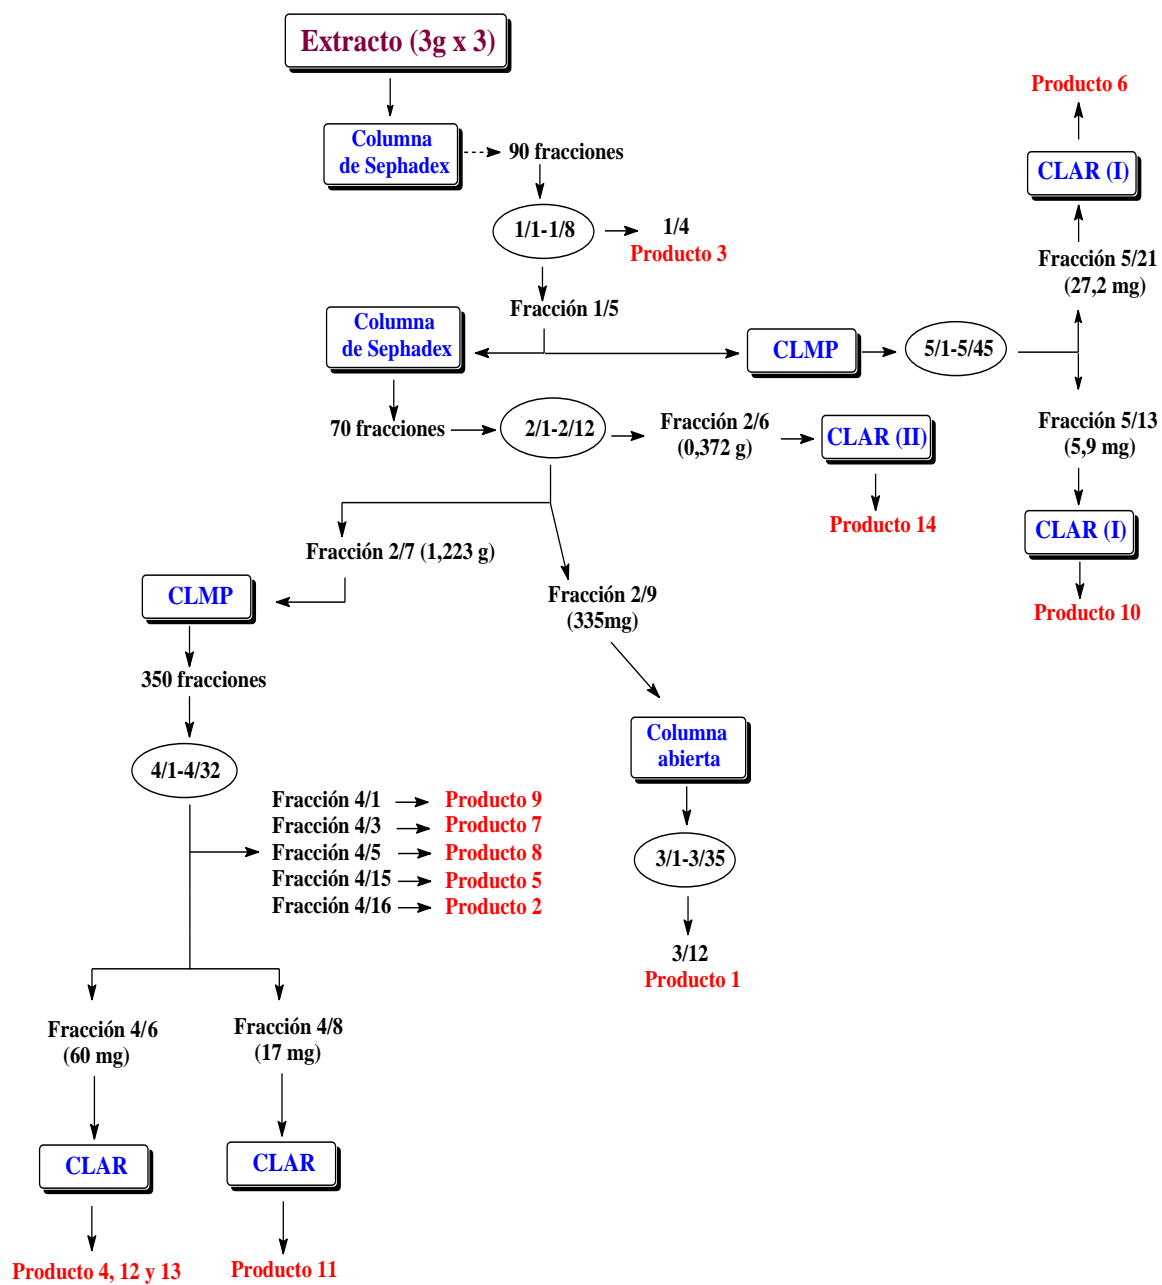 Extracto (3g x 3)
Columna
de Sephadex
90 fracciones
1/1-1/8
1/4
Producto 3
Fracción 1/5
Columna
de Sephadex
CLMP
5/1-5/45
Producto 6
CLAR (I)
Fracción 5/21
(27,2 mg)
Fracción 5/13
(5,9 mg)
CLAR (I)
Producto 10
70 fracciones
2/1-2/12
Fracción 2/6
(0,372 g)
CLAR (II)
Producto 14
Fracción 2/7 (1,223 g)
CLMP
350 fracciones
4/1-4/32
Fracción 2/9
(335mg)
Columna
abierta
3/1-3/35
3/12
Producto 1
Fracción 4/1 Producto 9
Fracción 4/3 Producto 7
Fracción 4/5 Producto 8
Fracción 4/15 Producto 5
Fracción 4/16 Producto 2
Fracción 4/6
(60 mg)
CLAR
Producto 4, 12 y 13
Fracción 4/8
(17 mg)
CLAR
Producto 11